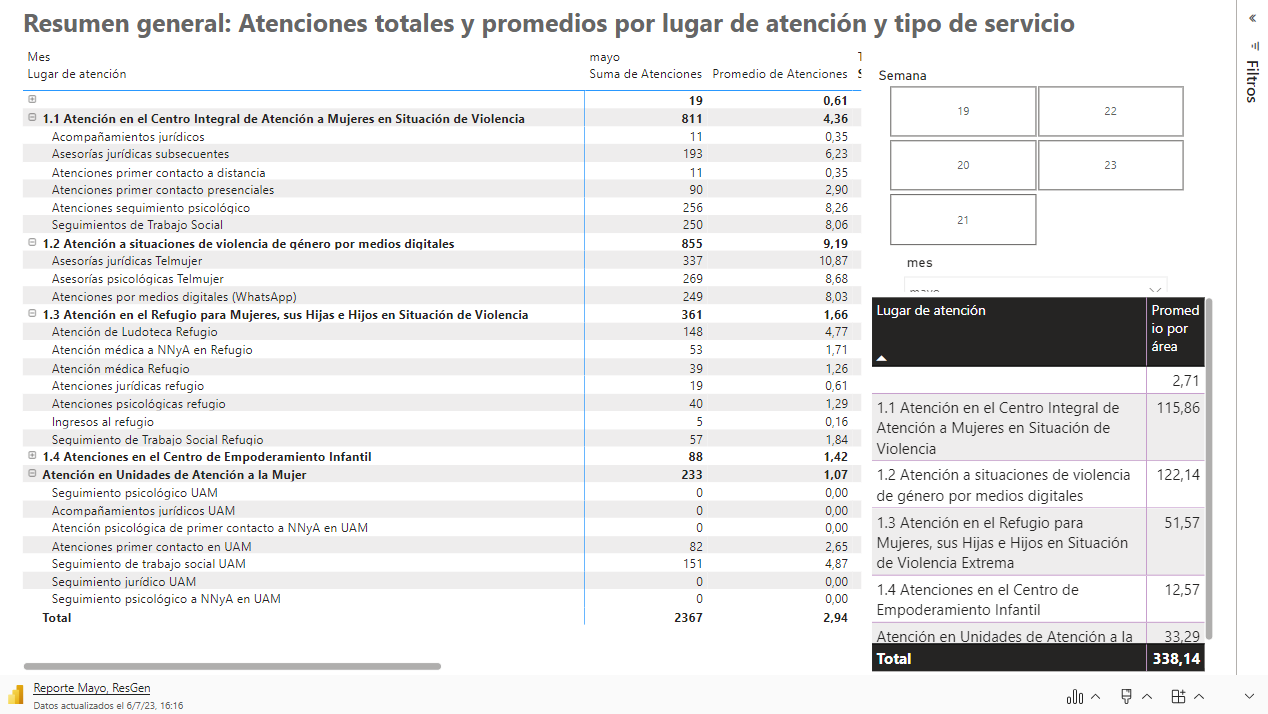 Resumen general: Atenciones totales y promedios por lugar de atención y tipo de servicio
Mes mayo
Lugar de atención Suma de Atenciones Promedio de Atenciones
19 0,61
1.1 Atención en el Centro Integral de Atención a Mujeres en Situación de Violencia 811 4,36
Acompañamientos jurídicos 11 0,35
Asesorías jurídicas subsecuentes 193 6,23
Atenciones primer contacto a distancia 11 0,35
Atenciones primer contacto presenciales 90 2,90
Atenciones seguimiento psicológico 256 8,26
Seguimientos de Trabajo Social 250 8,06
1.2 Atención a situaciones de violencia de género por medios digitales 855 9,19
Asesorías jurídicas Telmujer 337 10,87
Asesorías psicológicas Telmujer 269 8,68
Atenciones por medios digitales (WhatsApp) 249 8,03
1.3 Atención en el Refugio para Mujeres, sus Hijas e Hijos en Situación de Violencia 361 1,66
Atención de Ludoteca Refugio 148 4,77
Atención médica a NNyA en Refugio 53 1,71
Atención médica Refugio 39 1,26
Atenciones jurídicas refugio 19 0,61
Atenciones psicológicas refugio 40 1,29
Ingresos al refugio 5 0,16
Seguimiento de Trabajo Social Refugio 57 1,84
1.4 Atenciones en el Centro de Empoderamiento Infantil 88 1,42
Atención en Unidades de Atención a la Mujer 233 1,07
Seguimiento psicológico UAM 0 0,00
Acompañamientos jurídicos UAM 0 0,00
Atención psicológica de primer contacto a NNyA en UAM 0 0,00
Atenciones primer contacto en UAM 82 2,65
Seguimiento de trabajo social UAM 151 4,87
Seguimiento jurídico UAM 0 0,00
Seguimiento psicológico a NNyA en UAM 0 0,00
Total 2367 2,94
Semana
19 22
20 23
21
mes
mayo
Lugar de atención Promed
io por
área
2,71
1.1 Atención en el Centro Integral de 115,86
Atención a Mujeres en Situación de
Violencia
1.2 Atención a situaciones de violencia 122,14
de género por medios digitales
1.3 Atención en el Refugio para 51,57
Mujeres, sus Hijas e Hijos en Situación
de Violencia Extrema
1.4 Atenciones en el Centro de 12,57
Empoderamiento Infantil
Atención en Unidades de Atención a la 33,29
Total 338,14
Filtros
Reporte Mayo, ResGen
Datos actualizados el 6/7/23, 16:16